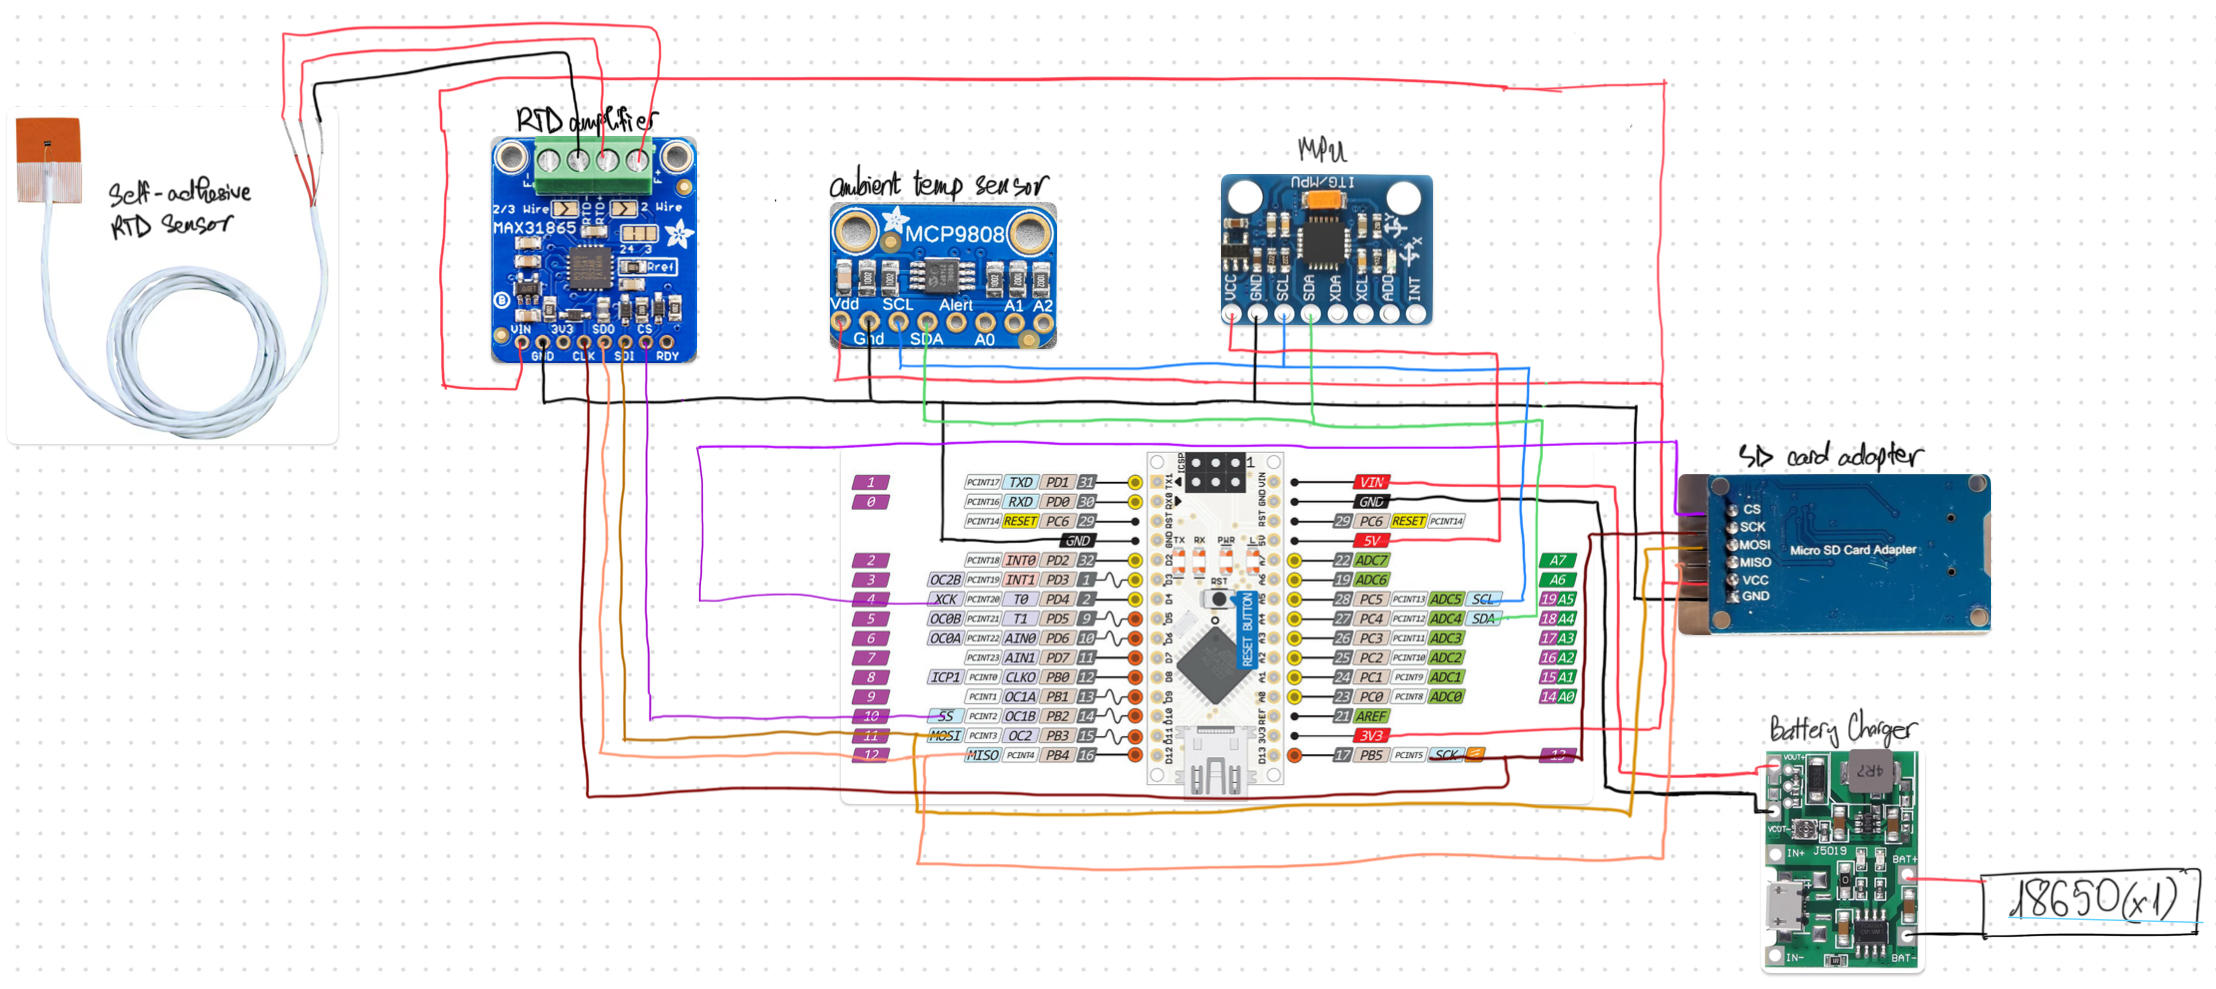 RTD amplifier
F-
RTD-
RTD+
F+
2/3 Wire
2 Wire
MAX31865
24 3
Rref
B
VIN
3V3
SDO
CS
GND
CLK
SDI
RDY
Self-adhesive
RTD Sensor
ambient temp sensor
MCP9808
Vdd
SCL
Alert
A1
A2
Gnd
SDA
A0
MPU
ITG/MPU
Y
X
VCC
GND
SCL
SDA
XDA
XCL
ADO
INT
1 PCINT17 TXD PD1 31
0 PCINT16 RXD PD0 30
PCINT14 RESET PC6 29
GND
2 PCINT18 INT0 PD2 32
3 OC2B PCINT19 INT1 PD3 1
4 XCK PCINT20 T0 PD4 2
5 OC0B PCINT21 T1 PD5 9
6 OC0A PCINT22 AIN0 PD6 10
7 PCINT23 AIN1 PD7 11
8 ICP1 PCINT0 CLKO PB0 12
9 PCINT1 OC1A PB1 13
10 SS PCINT2 OC1B PB2 14
11 MOSI PCINT3 OC2 PB3 15
12 MISO PCINT4 PB4 16
ICSP
1
TX1
RX0
RST
GND
D2
D3
D4
D5
D6
D7
D8
D9
D10
D11
D12
TX RX PWR L
RST
RESET BUTTON
VIN
GND
RST
5V
A7
A6
A5
A4
A3
A2
A1
A0
REF
3V3
D13
VIN
GND
29 PC6 RESET PCINT14
5V
22 ADC7 A7
19 ADC6 A6
28 PC5 PCINT13 ADC5 SCL 19 A5
27 PC4 PCINT12 ADC4 SDA 18 A4
26 PC3 PCINT11 ADC3 17 A3
25 PC2 PCINT10 ADC2 16 A2
24 PC1 PCINT9 ADC1 15 A1
23 PC0 PCINT8 ADC0 14 A0
21 AREF
3V3
17 PB5 PCINT5 SCK 13
SD card adapter
CS
SCK
MOSI
MISO
VCC
GND
Micro SD Card Adapter
Battery Charger
VOUT+
4R7
VOUT-
J5019
IN+
BAT+
IN-
BAT-
18650(x1)